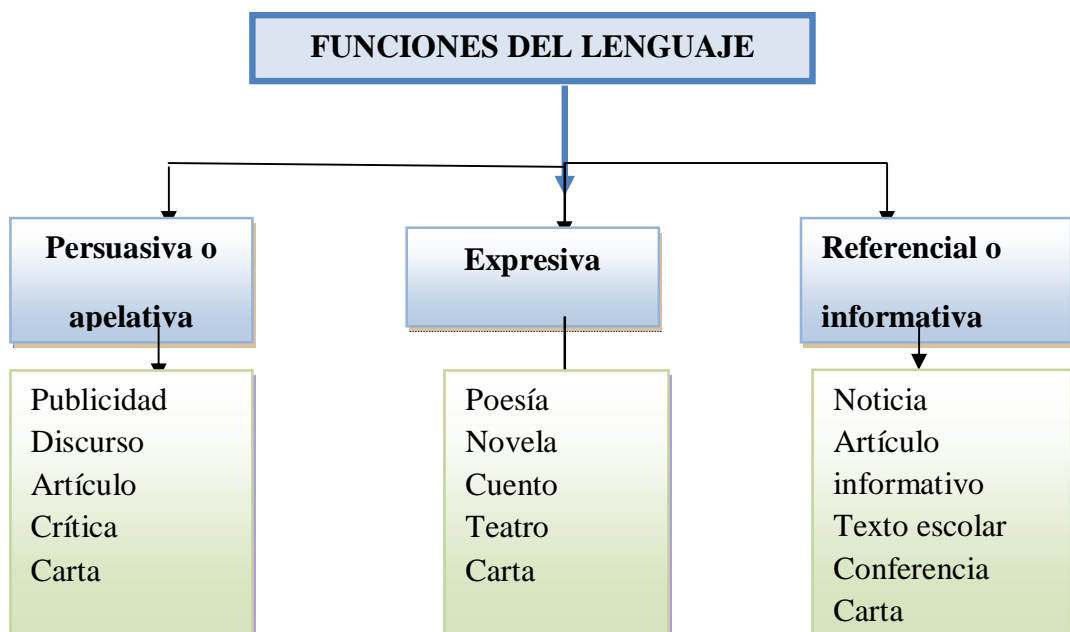 FUNCIONES DEL LENGUAJE
Persuasiva o
apelativa
Expresiva
Referencial o
informativa
Publicidad
Discurso
Artículo
Crítica
Carta
Poesía
Novela
Cuento
Teatro
Carta
Noticia
Artículo
informativo
Texto escolar
Conferencia
Carta